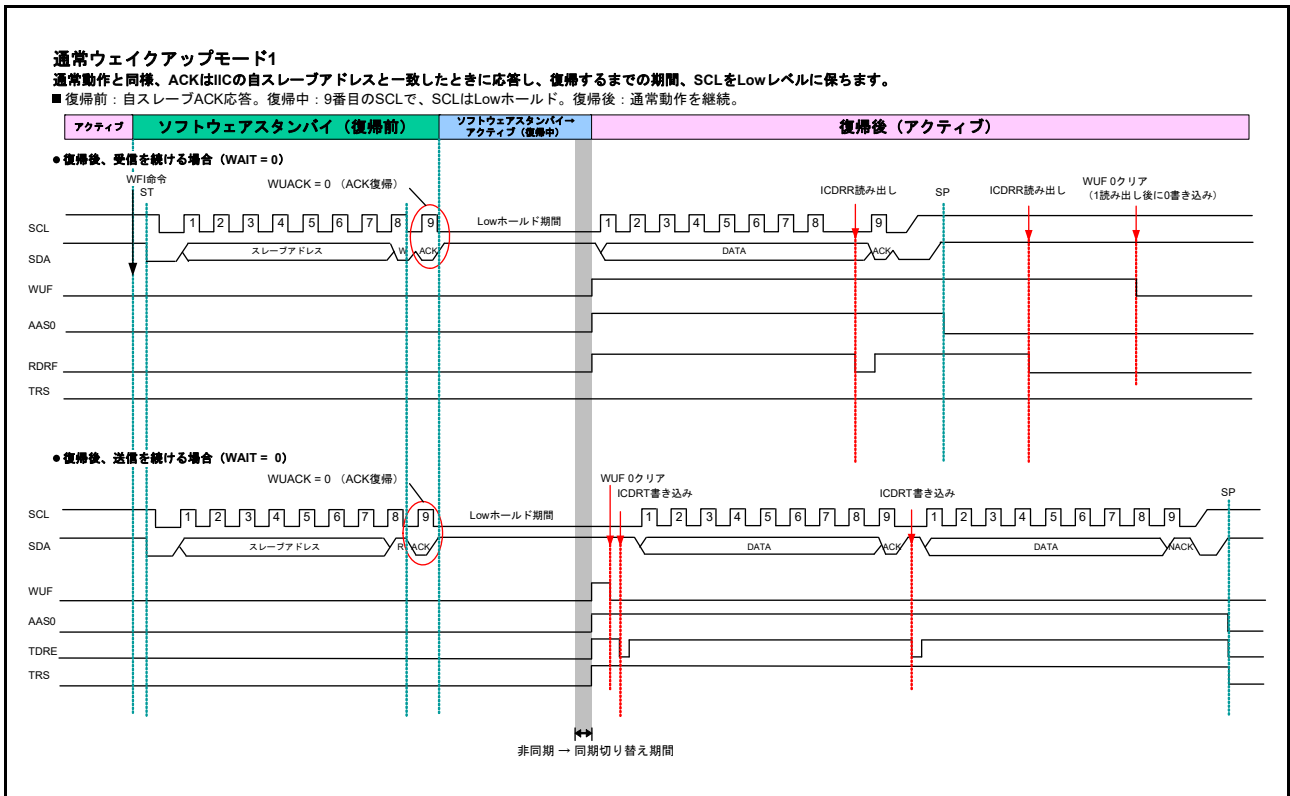 通常ウェイクアップモード1
通常動作と同様、ACKはIICの自スレーブアドレスと一致したときに応答し、復帰するまでの期間、SCLをLowレベルに保ちます。
■ 復帰前：自スレーブACK応答。復帰中：9番目のSCLで、SCLはLowホールド。復帰後：通常動作を継続。
アクティブ
ソフトウェアスタンバイ（復帰前）
ソフトウェアスタンバイ→
アクティブ（復帰中）
復帰後（アクティブ）
● 復帰後、受信を続ける場合（WAIT = 0）
WFI命令
ST
WUACK = 0 （ACK復帰）
ICDRR読み出し
SP
ICDRR読み出し
WUF 0クリア
（1読み出し後に0書き込み）
SCL
1 2 3 4 5 6 7 8 9
Lowホールド期間
1 2 3 4 5 6 7 8 9
SDA
スレーブアドレス
W
ACK
DATA
ACK
WUF
AAS0
RDRF
TRS
● 復帰後、送信を続ける場合（WAIT = 0）
WUACK = 0 （ACK復帰）
WUF 0クリア
ICDRT書き込み
ICDRT書き込み
SP
SCL
1 2 3 4 5 6 7 8 9
Lowホールド期間
1 2 3 4 5 6 7 8 9
1 2 3 4 5 6 7 8 9
SDA
スレーブアドレス
R
ACK
DATA
ACK
DATA
NACK
WUF
AAS0
TDRE
TRS
非同期 → 同期切り替え期間